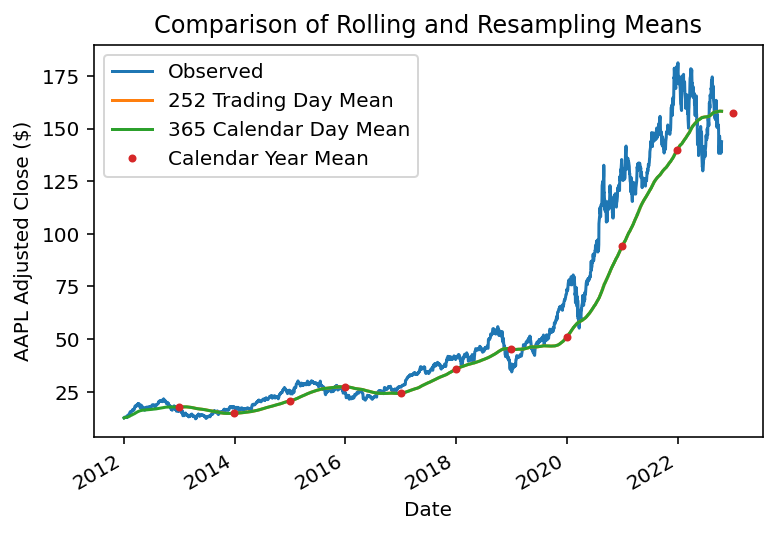 Comparison of Rolling and Resampling Means
Observed
252 Trading Day Mean
365 Calendar Day Mean
Calendar Year Mean
AAPL Adjusted Close ($)
175
150
125
100
75
50
25
2012
2014
2016
2018
2020
2022
Date